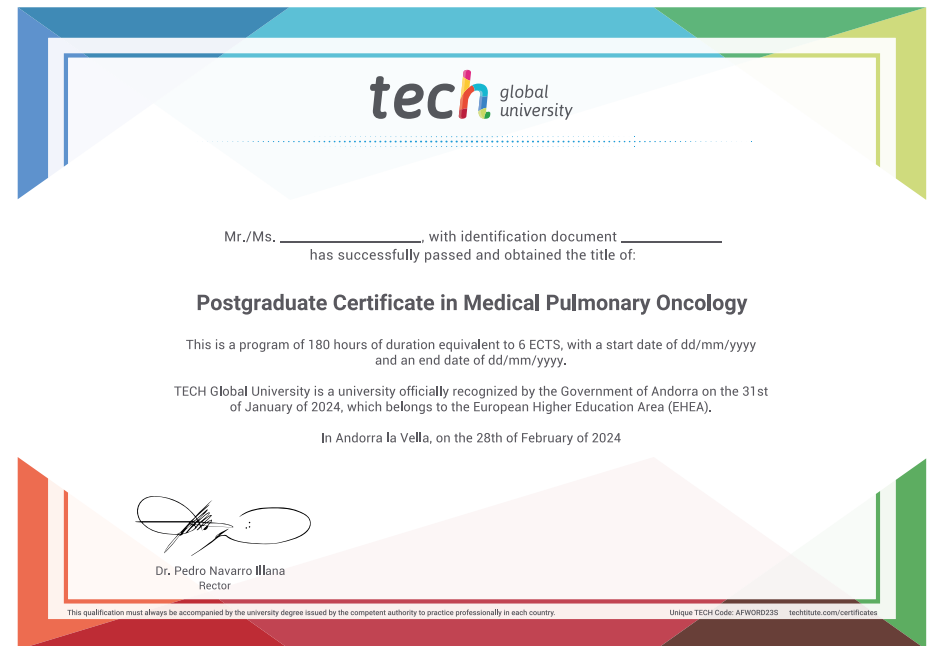 tech global university
Mr./Ms. ____________, with identification document ____________
has successfully passed and obtained the title of:
Postgraduate Certificate in Medical Pulmonary Oncology
This is a program of 180 hours of duration equivalent to 6 ECTS, with a start date of dd/mm/yyyy
and an end date of dd/mm/yyyy.
TECH Global University is a university officially recognized by the Government of Andorra on the 31st
of January of 2024, which belongs to the European Higher Education Area (EHEA).
In Andorra la Vella, on the 28th of February of 2024
Dr. Pedro Navarro Illana
Rector
This qualification must always be accompanied by the university degree issued by the competent authority to practice professionally in each country.
Unique TECH Code: AFWORD23S techtitute.com/certificates